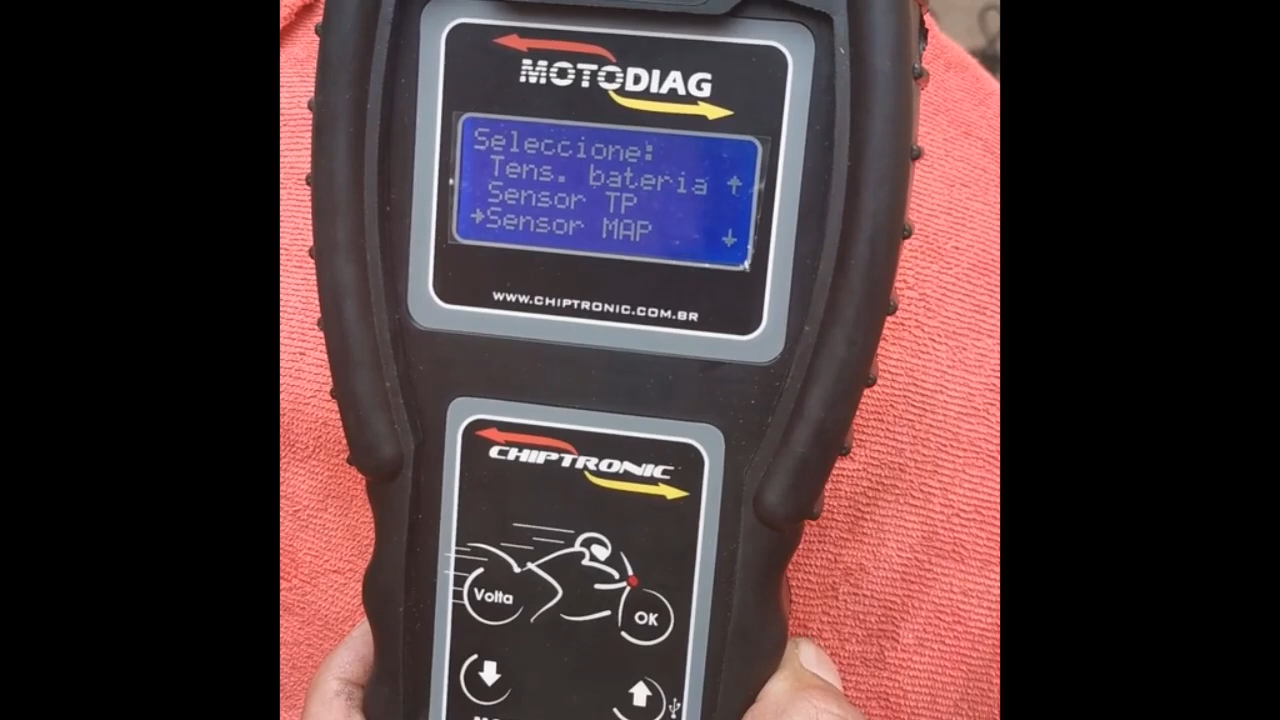 MOTODIAG
Seleccione:
Tens. bateria ↑
Sensor TP
→Sensor MAP ↓
WWW.CHIPTRONIC.COM.BR
CHIPTRONIC
Volta
OK